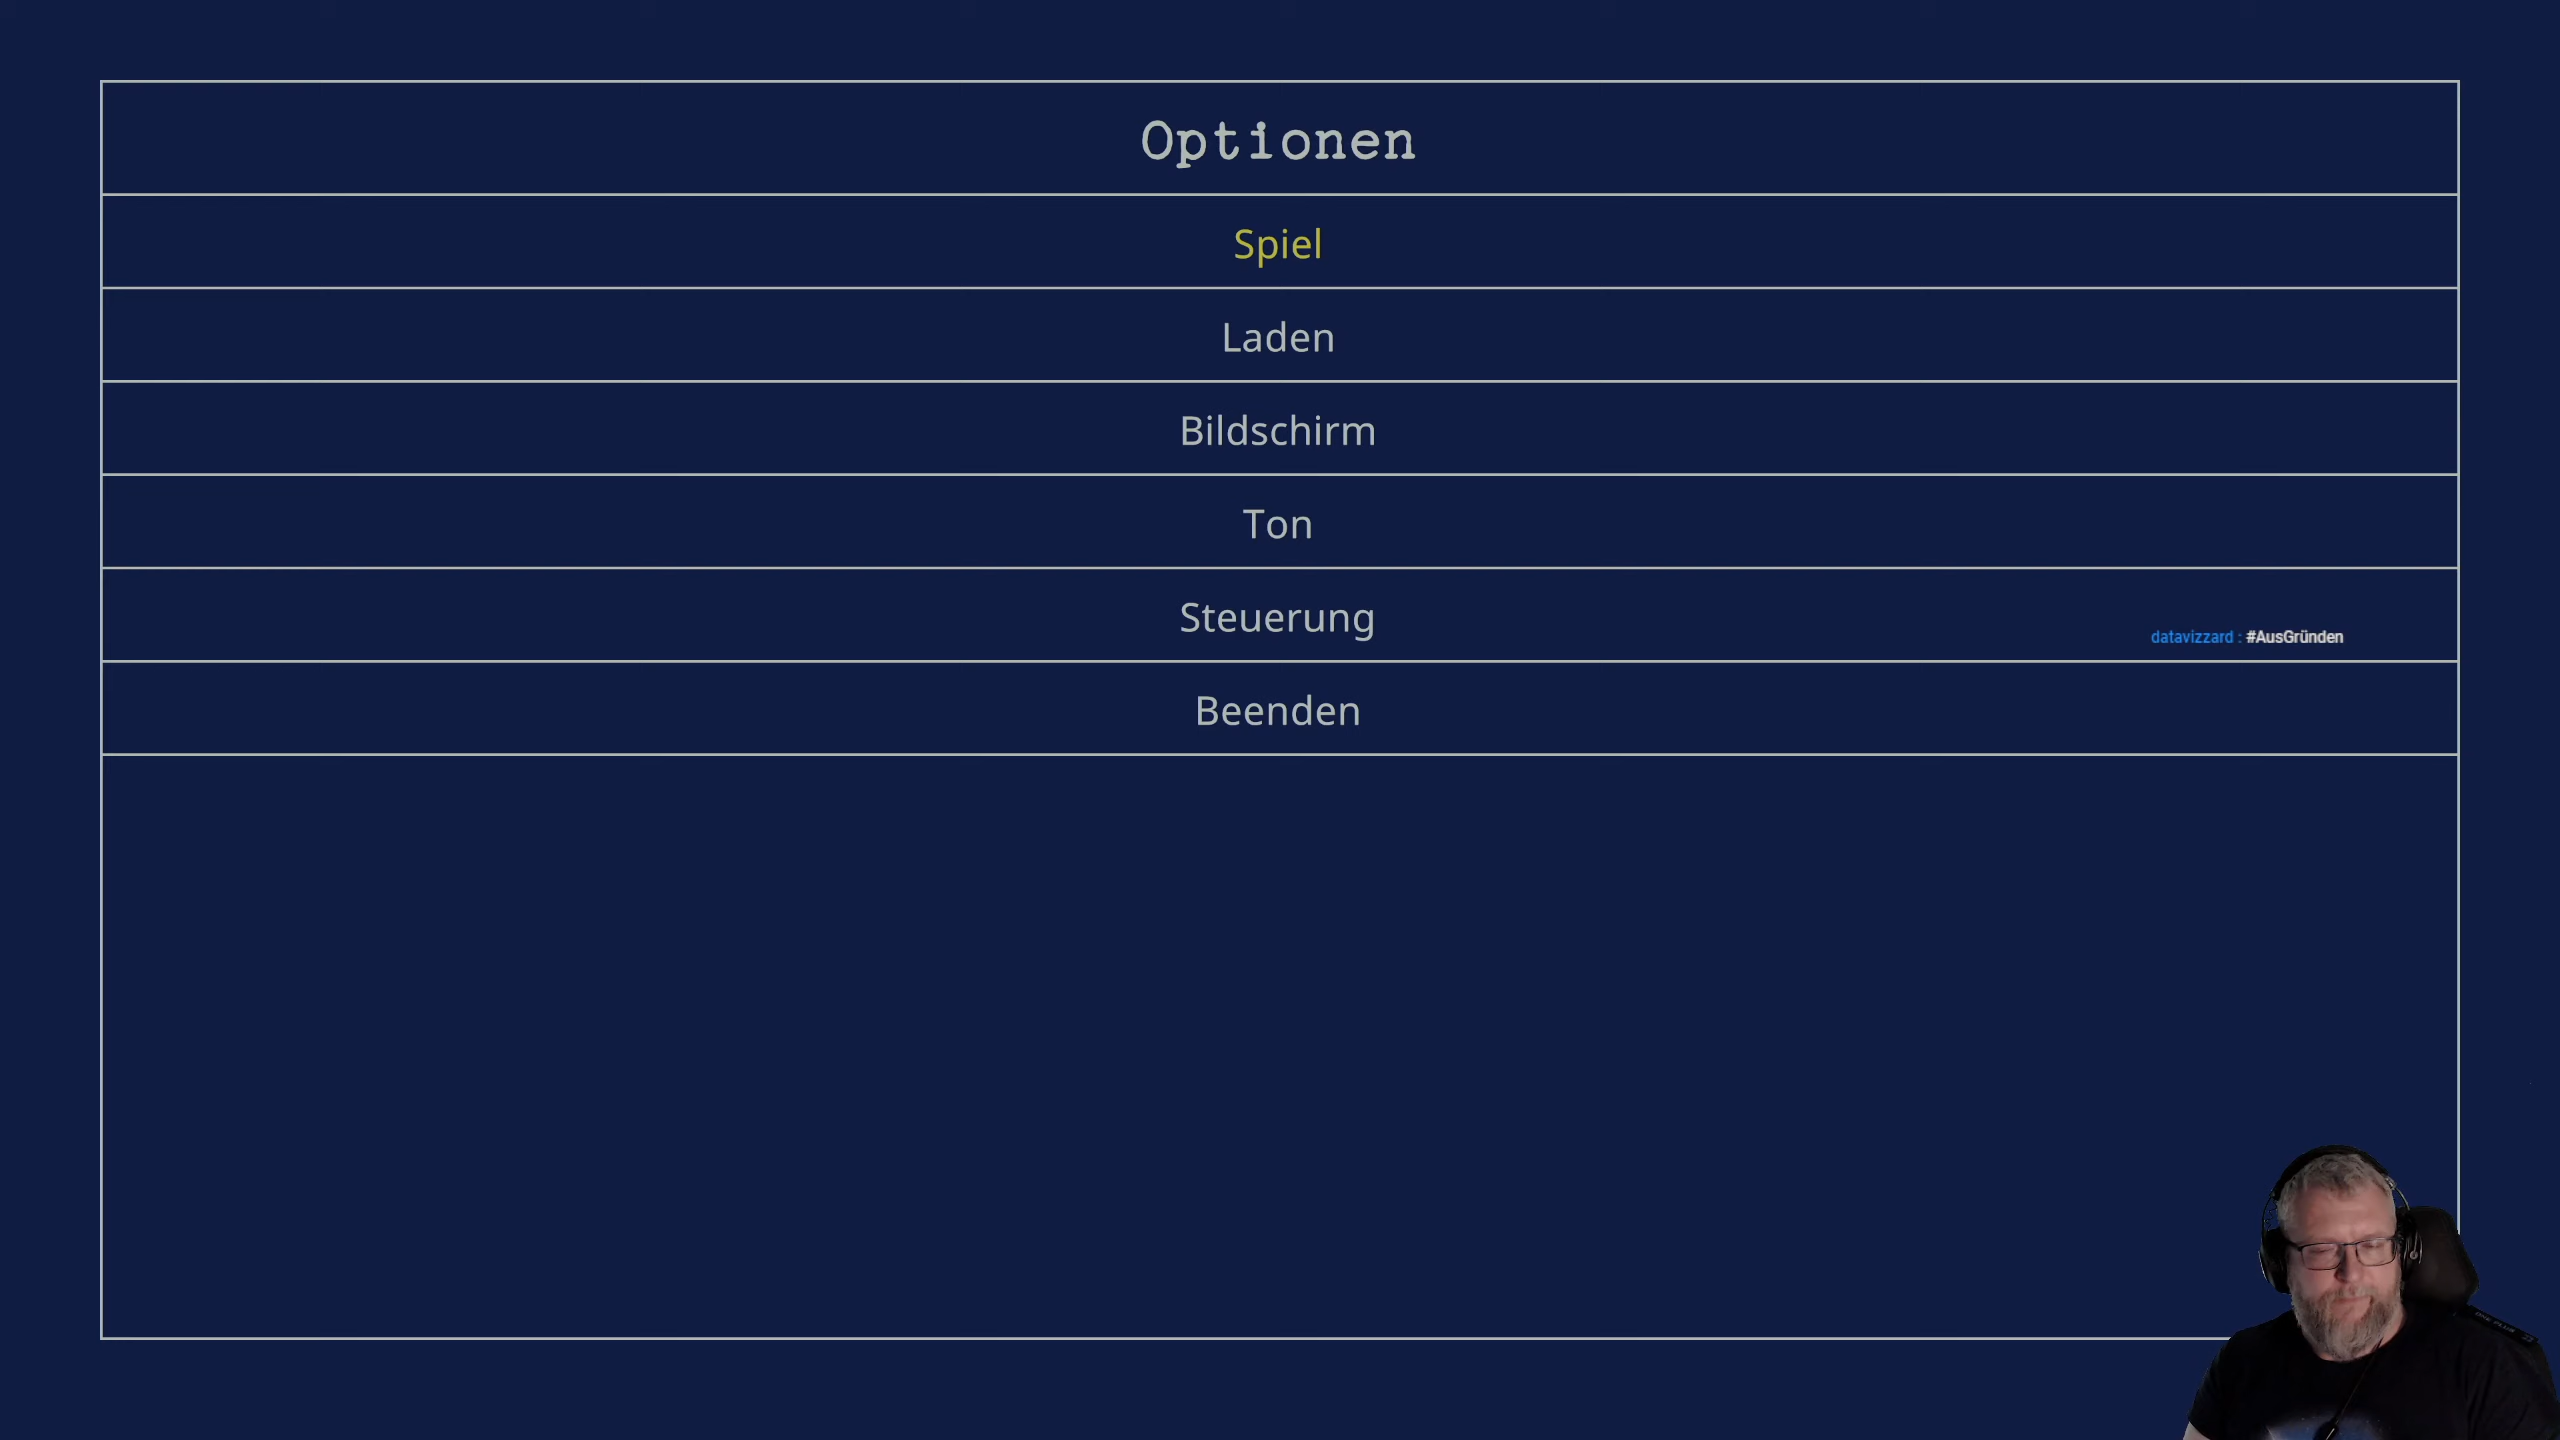 Optionen
Spiel
Laden
Bildschirm
Ton
Steuerung
datavizzard : #AusGründen
Beenden